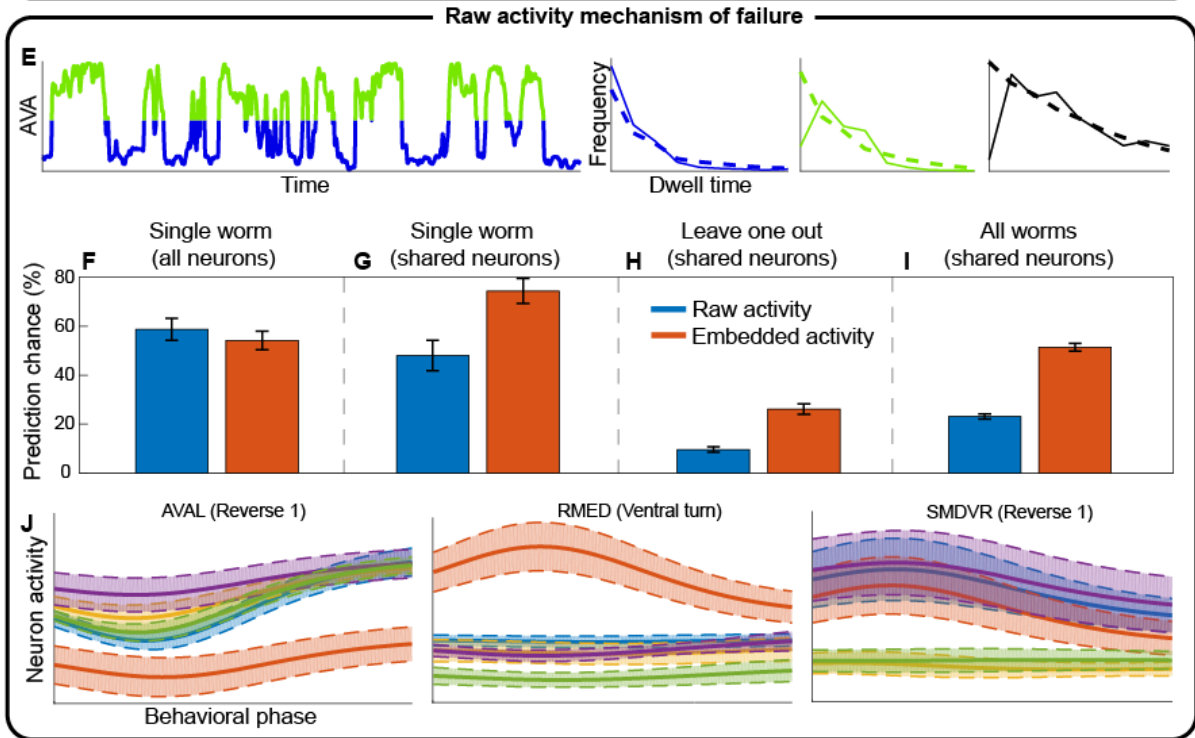 Raw activity mechanism of failure
E
AVA
Time
Frequency
Dwell time
Single worm
(all neurons)
Single worm
(shared neurons)
Leave one out
(shared neurons)
All worms
(shared neurons)
F
G
H
I
Prediction chance (%)
80
60
40
20
0
Raw activity
Embedded activity
J
AVAL (Reverse 1)
RMED (Ventral turn)
SMDVR (Reverse 1)
Neuron activity
Behavioral phase